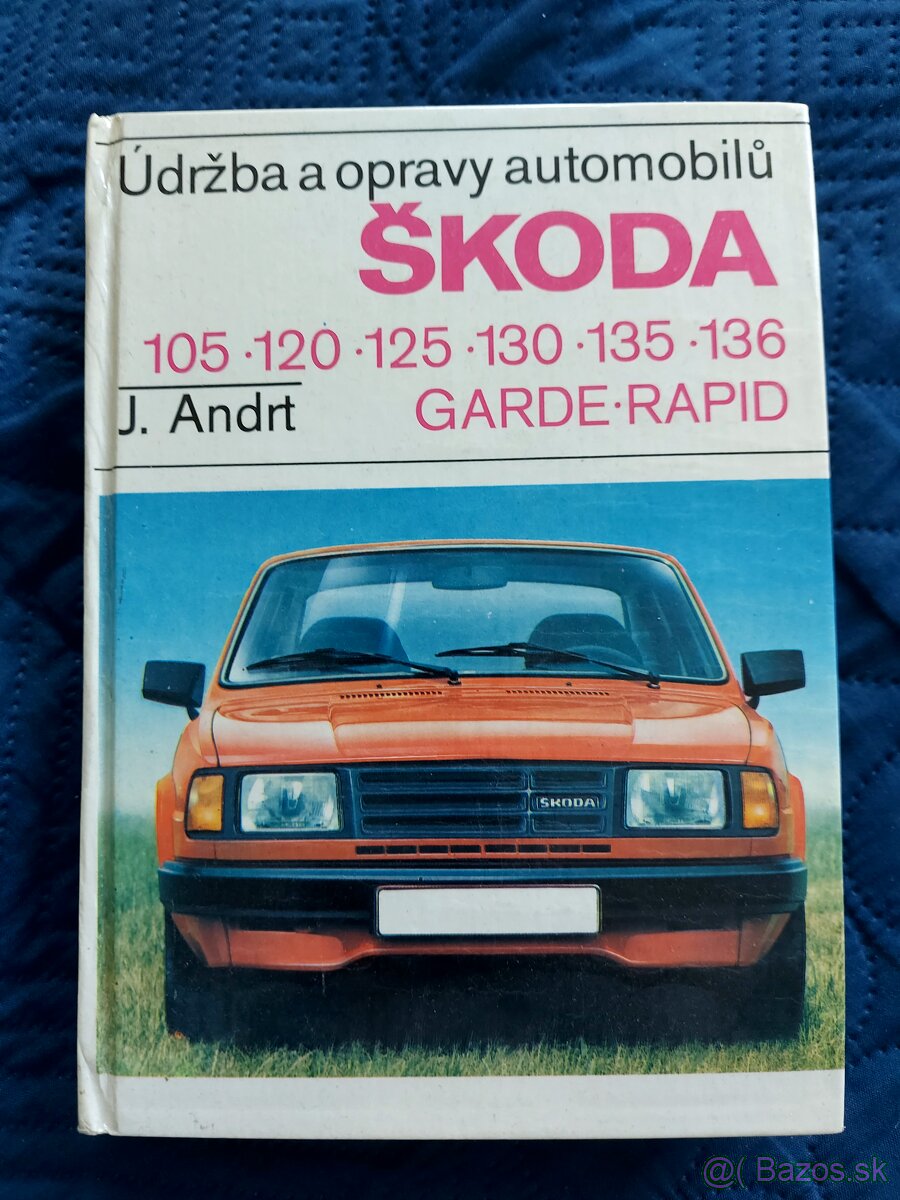 Údržba a opravy automobilů
ŠKODA
105 · 120 · 125 · 130 · 135 · 136
J. Andrt
GARDE · RAPID
ŠKODA
@( Bazos.sk